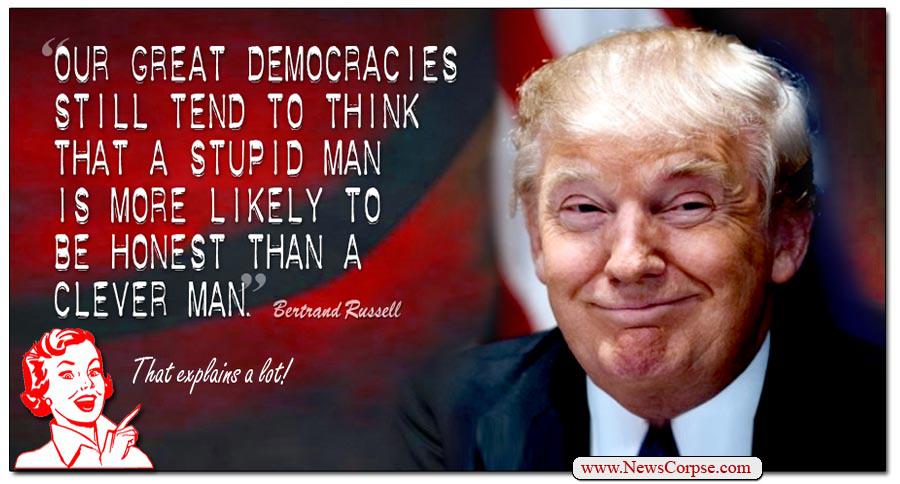 “OUR GREAT DEMOCRACIES
STILL TEND TO THINK
THAT A STUPID MAN
IS MORE LIKELY TO
BE HONEST THAN A
CLEVER MAN.” Bertrand Russell
That explains a lot!
www.NewsCorpse.com